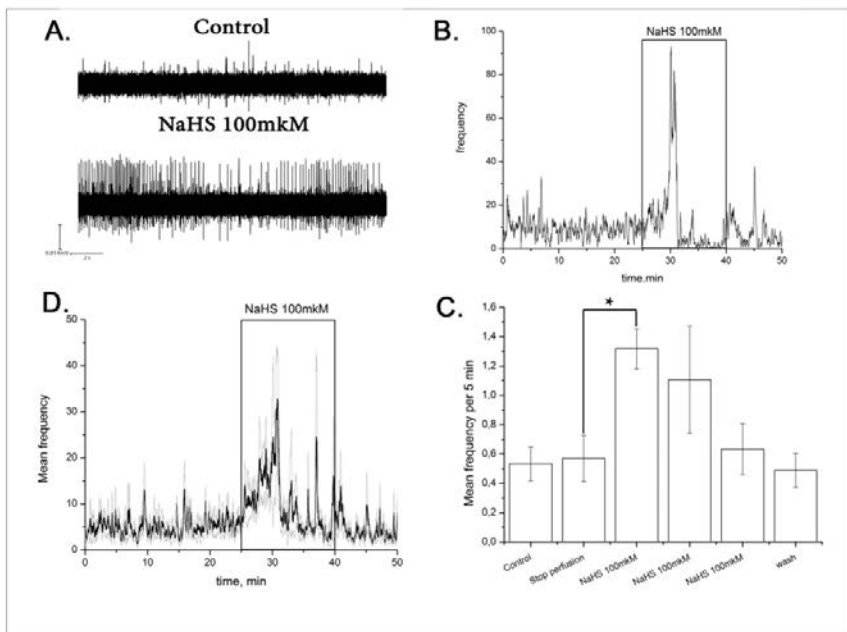 A.
Control
NaHS 100mkM
2 s
B.
NaHS 100mkM
100
80
60
40
20
0
frequency
0 10 20 30 40 50
time,min
D.
NaHS 100mkM
50
40
30
20
10
0
Mean frequency
0 10 20 30 40 50
time, min
C.
*
1,6
1,4
1,2
1,0
0,8
0,6
0,4
0,2
0,0
Mean frequency per 5 min
Control Stop perfusion NaHS 100mkM NaHS 100mkM NaHS 100mkM wash